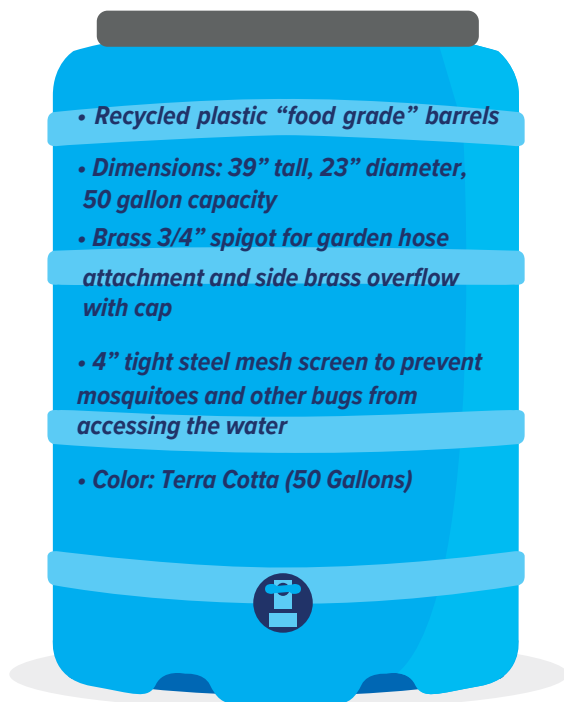 • Recycled plastic “food grade” barrels
• Dimensions: 39” tall, 23” diameter,
50 gallon capacity
• Brass 3/4” spigot for garden hose
attachment and side brass overflow
with cap
• 4” tight steel mesh screen to prevent
mosquitoes and other bugs from
accessing the water
• Color: Terra Cotta (50 Gallons)